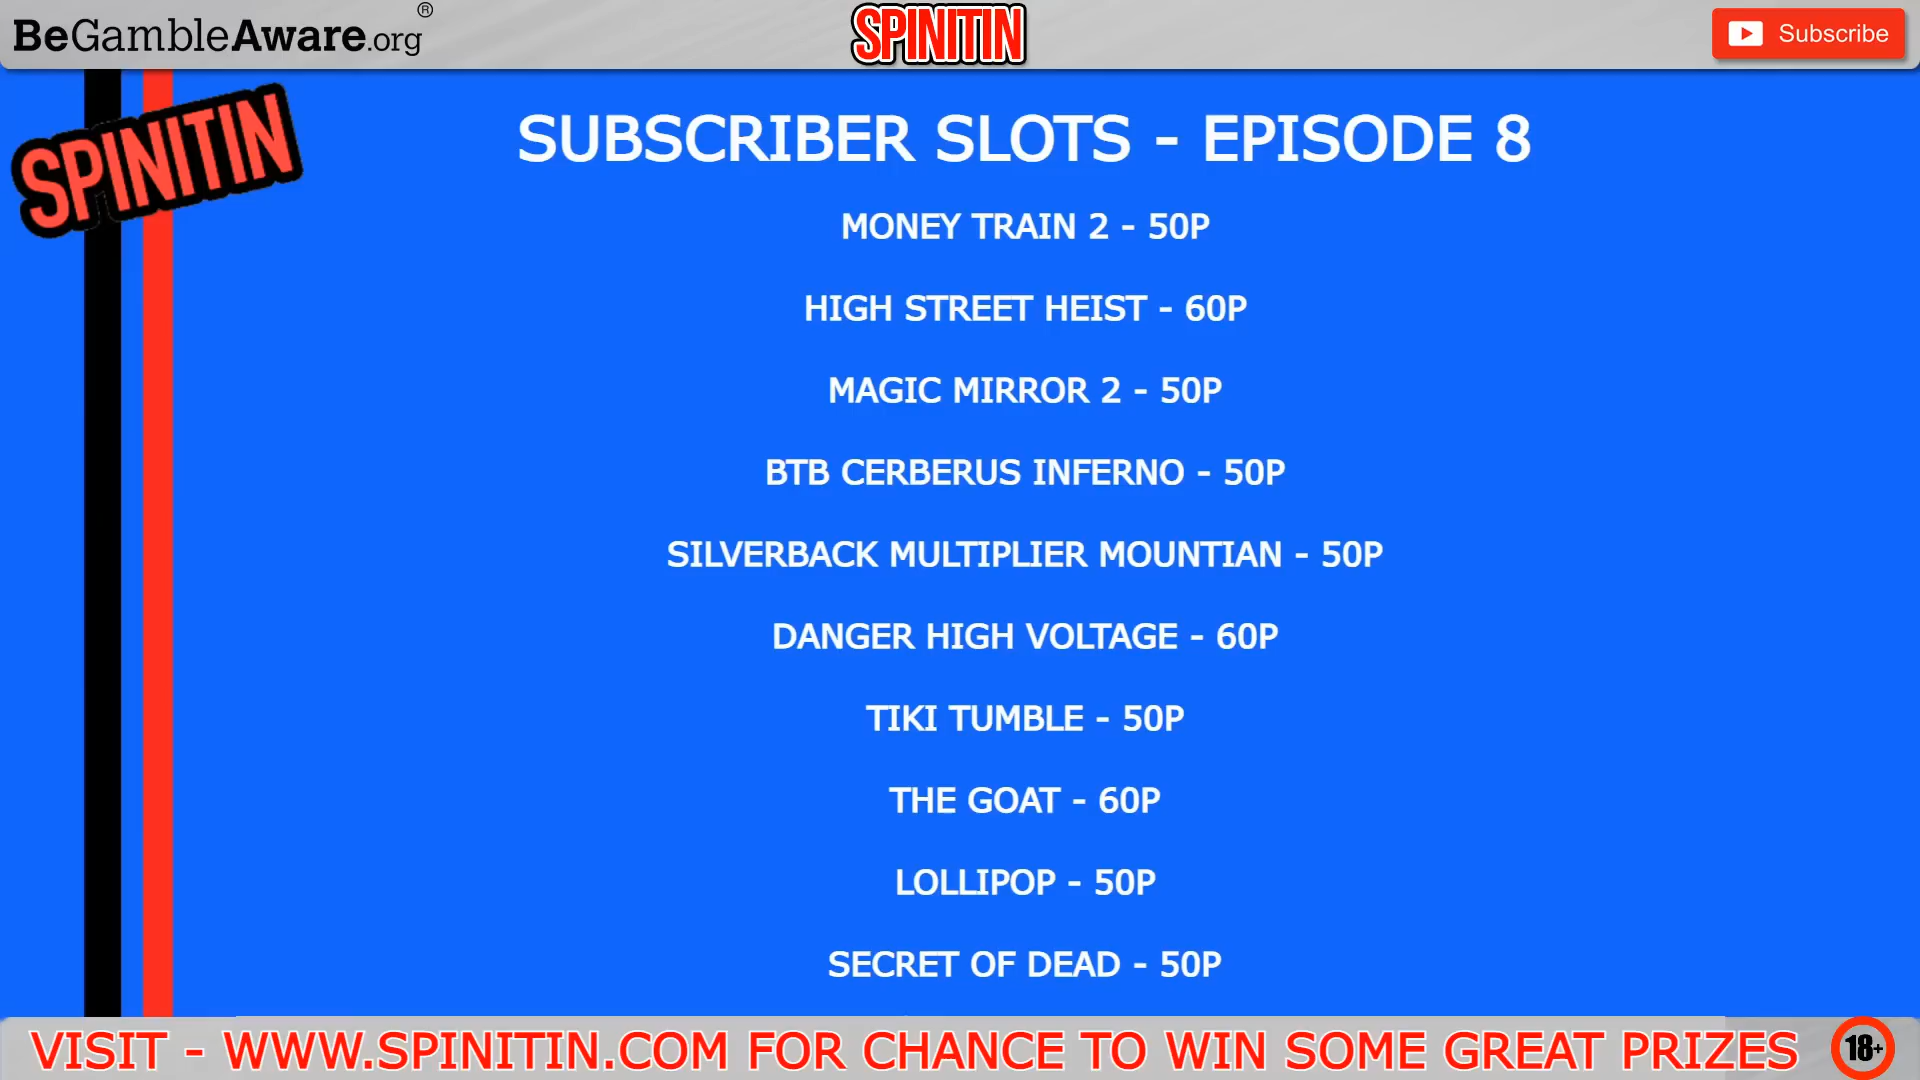 BeGambleAware.org®
SPINITIN
Subscribe
SPINITIN
SUBSCRIBER SLOTS - EPISODE 8
MONEY TRAIN 2 - 50P
HIGH STREET HEIST - 60P
MAGIC MIRROR 2 - 50P
BTB CERBERUS INFERNO - 50P
SILVERBACK MULTIPLIER MOUNTIAN - 50P
DANGER HIGH VOLTAGE - 60P
TIKI TUMBLE - 50P
THE GOAT - 60P
LOLLIPOP - 50P
SECRET OF DEAD - 50P
VISIT - WWW.SPINITIN.COM FOR CHANCE TO WIN SOME GREAT PRIZES
18+